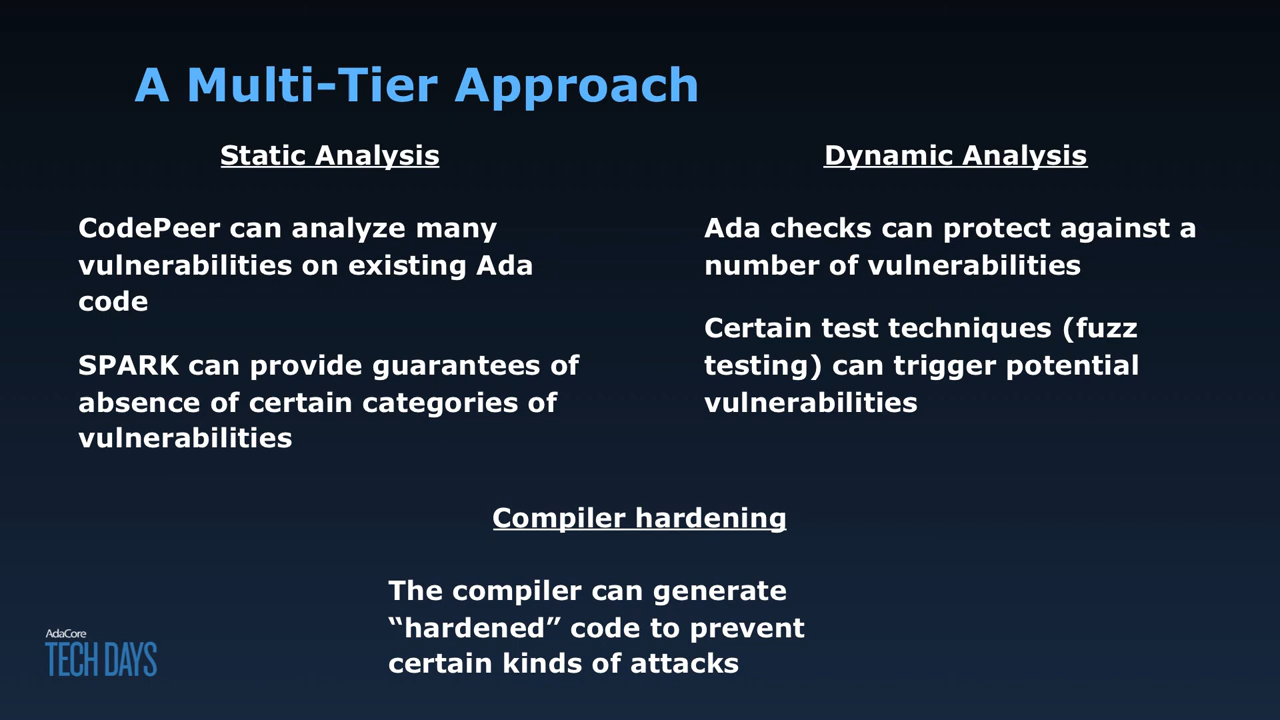 A Multi-Tier Approach
Static Analysis
CodePeer can analyze many
vulnerabilities on existing Ada
code
SPARK can provide guarantees of
absence of certain categories of
vulnerabilities
Dynamic Analysis
Ada checks can protect against a
number of vulnerabilities
Certain test techniques (fuzz
testing) can trigger potential
vulnerabilities
Compiler hardening
The compiler can generate
“hardened” code to prevent
certain kinds of attacks
AdaCore
TECH DAYS